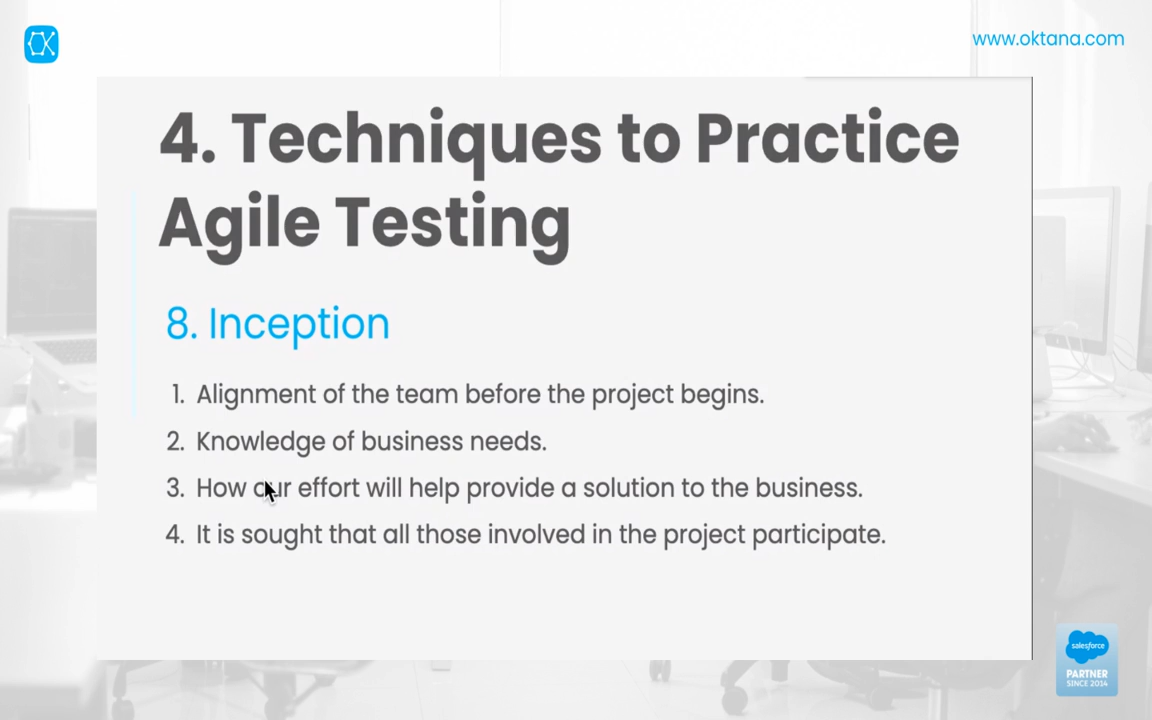 www.oktana.com
4. Techniques to Practice
Agile Testing
8. Inception
1. Alignment of the team before the project begins.
2. Knowledge of business needs.
3. How our effort will help provide a solution to the business.
4. It is sought that all those involved in the project participate.
salesforce
PARTNER
SINCE 2014